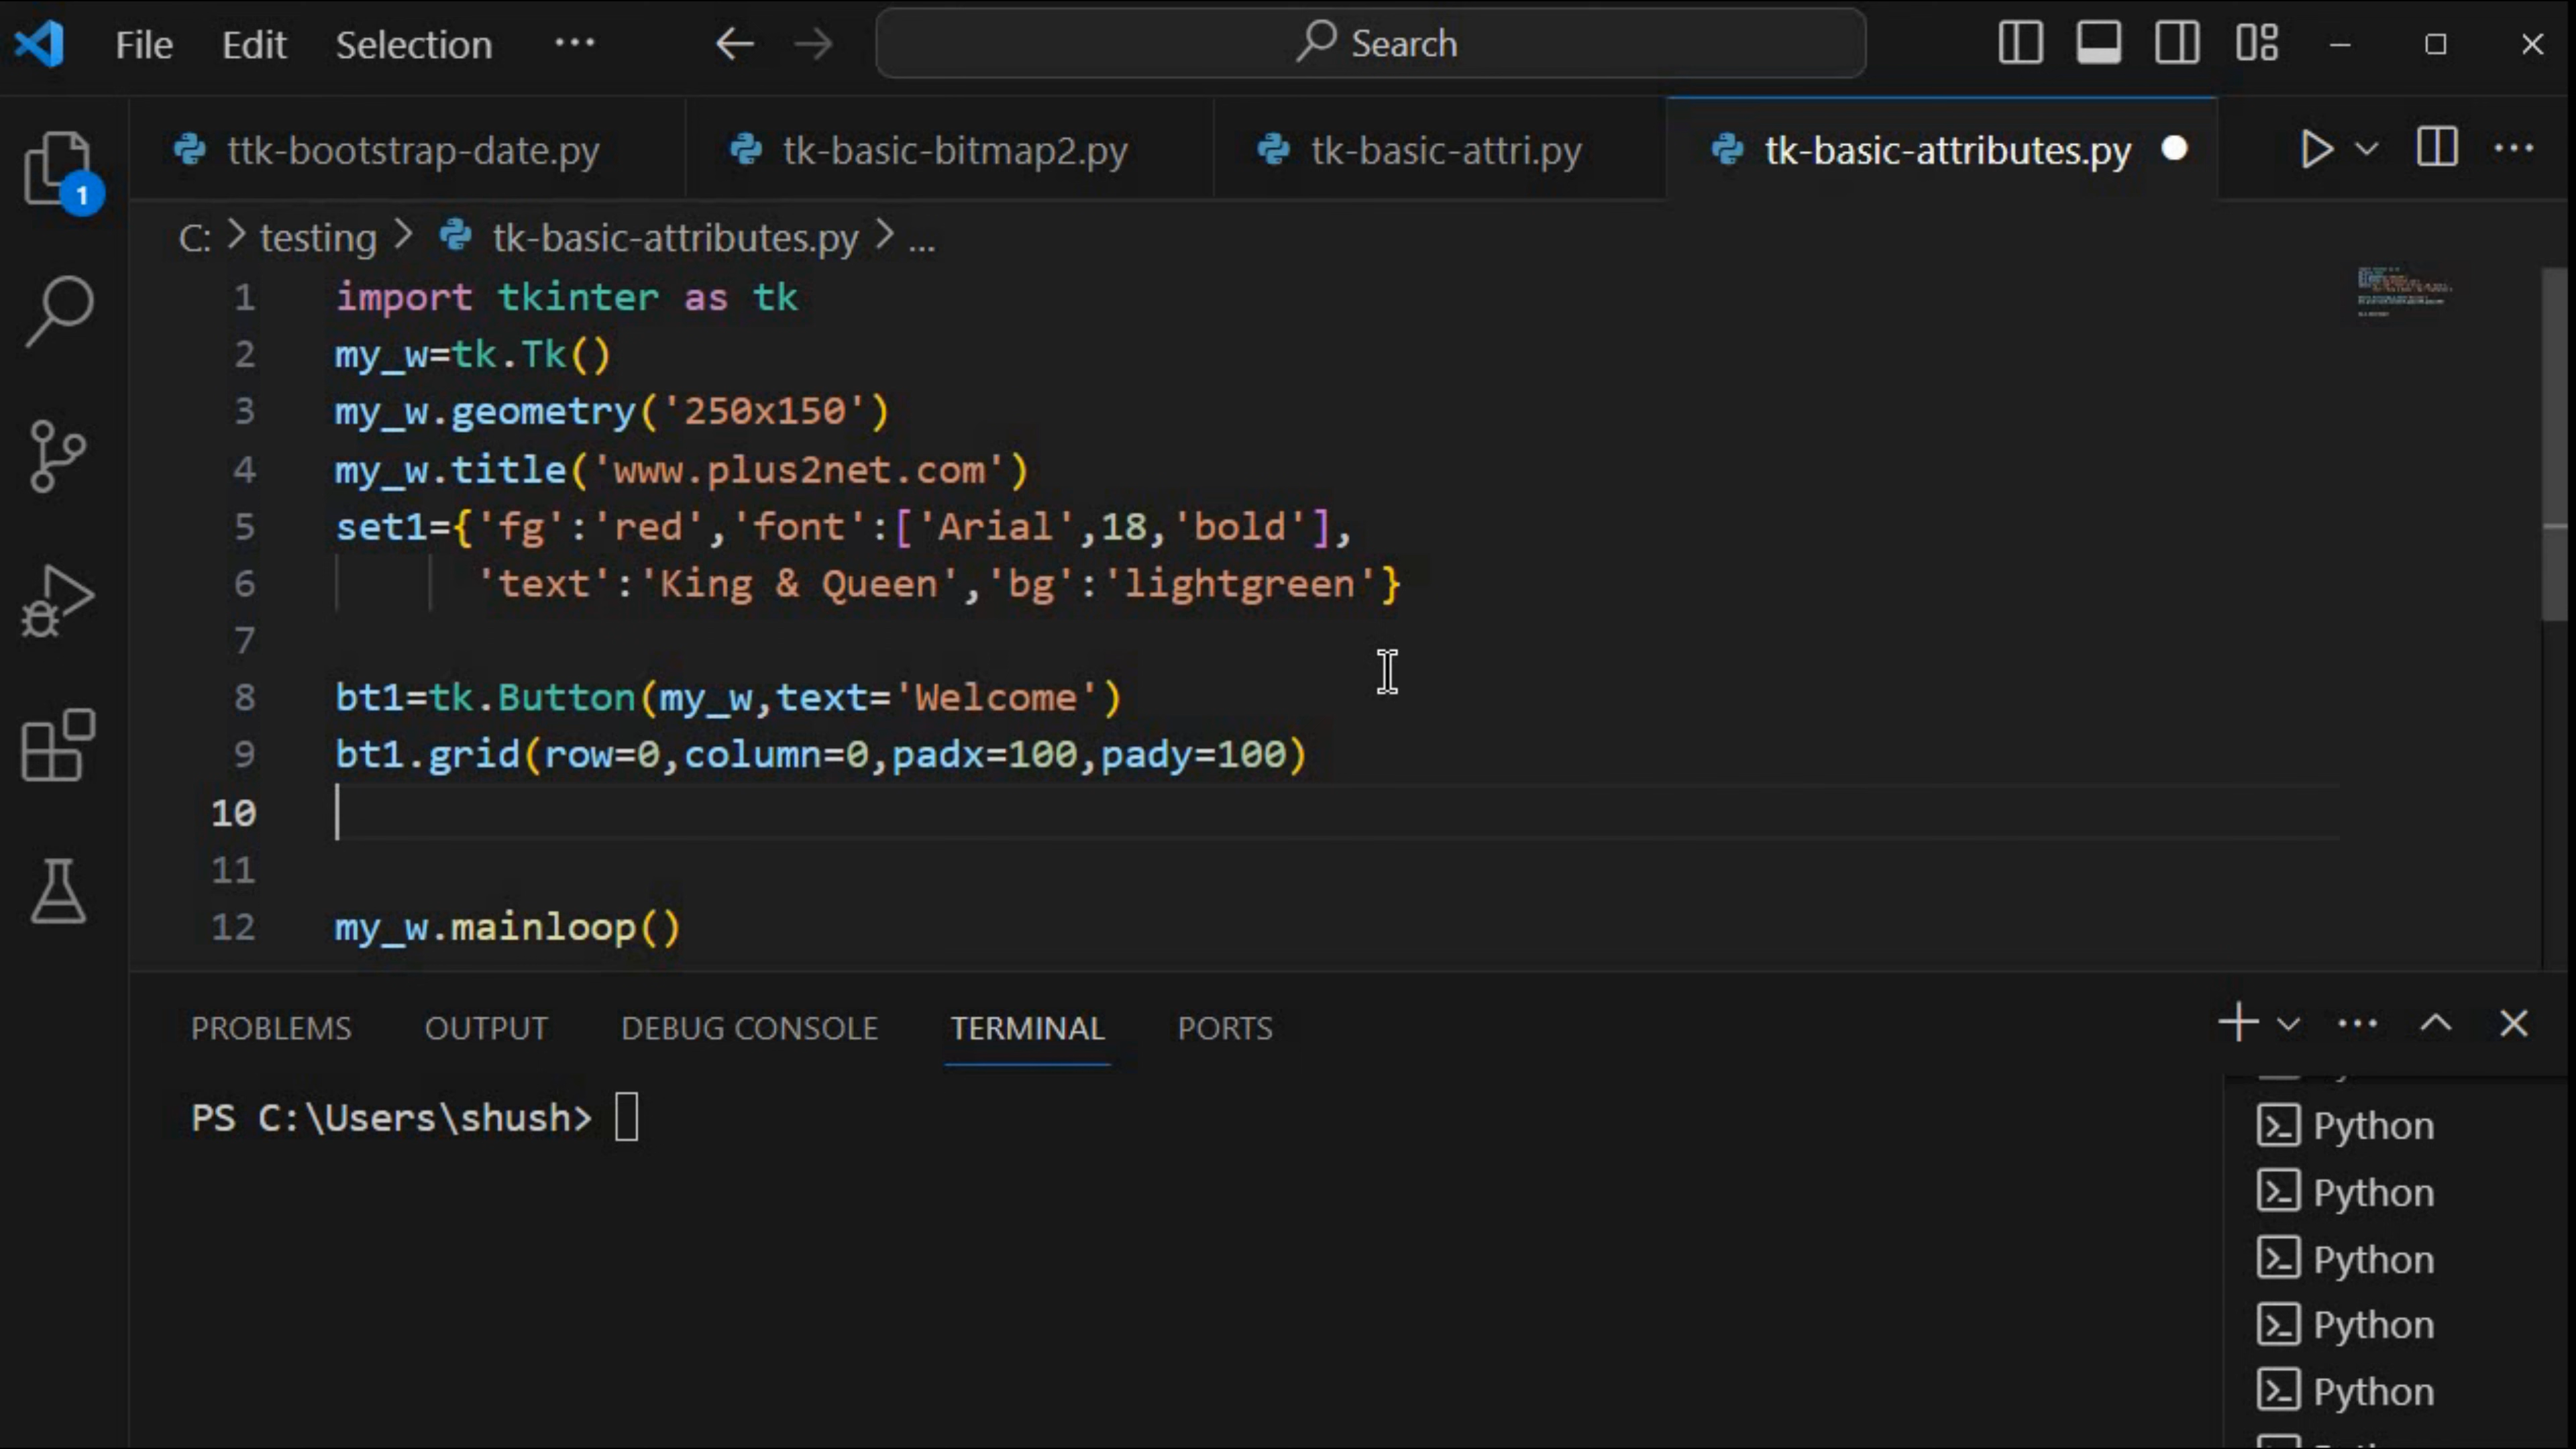 File Edit Selection ··· Search
ttk-bootstrap-date.py tk-basic-bitmap2.py tk-basic-attri.py tk-basic-attributes.py
1
C: > testing > tk-basic-attributes.py > ...
1 import tkinter as tk
2 my_w=tk.Tk()
3 my_w.geometry('250x150')
4 my_w.title('www.plus2net.com')
5 set1={'fg':'red','font':['Arial',18,'bold'],
6 'text':'King & Queen','bg':'lightgreen'}
7
8 bt1=tk.Button(my_w,text='Welcome')
9 bt1.grid(row=0,column=0,padx=100,pady=100)
10
11
12 my_w.mainloop()
PROBLEMS OUTPUT DEBUG CONSOLE TERMINAL PORTS
PS C:\Users\shush>
Python
Python
Python
Python
Python